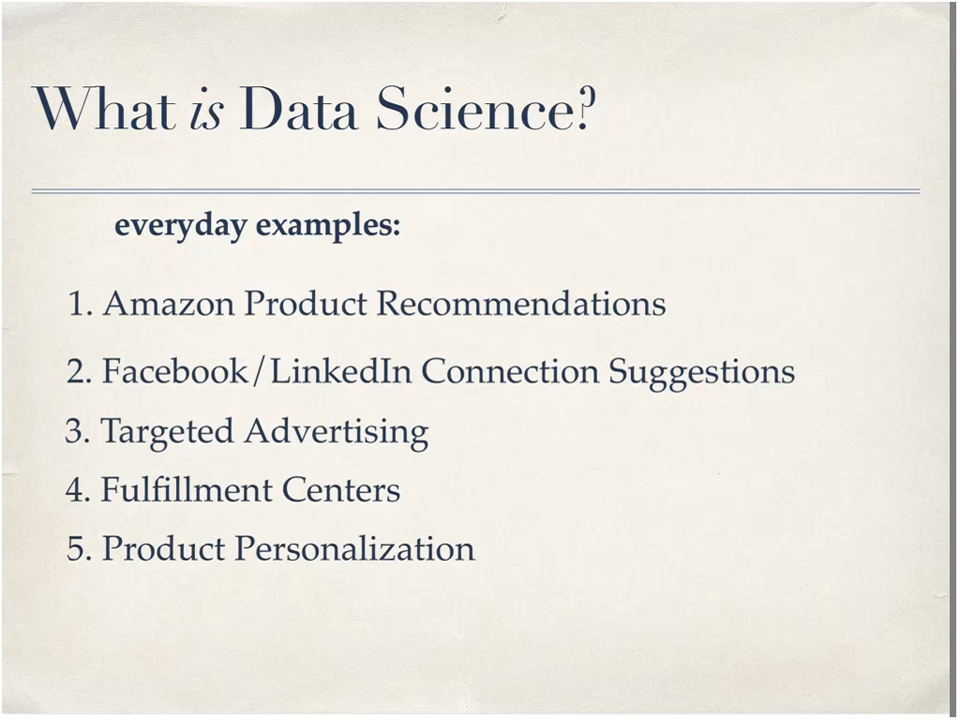 What is Data Science?
everyday examples:
1. Amazon Product Recommendations
2. Facebook/LinkedIn Connection Suggestions
3. Targeted Advertising
4. Fulfillment Centers
5. Product Personalization